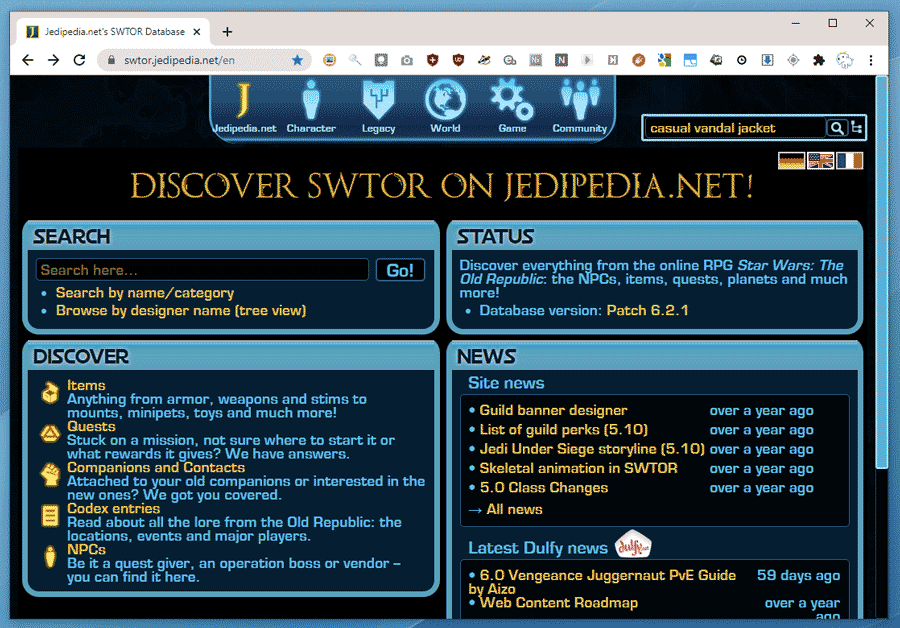 Jedipedia.net's SWTOR Database
swtor.jedipedia.net/en
Jedipedia.net Character Legacy World Game Community
casual vandal jacket
DISCOVER SWTOR ON JEDIPEDIA.NET!
SEARCH
Search here...
Go!
• Search by name/category
• Browse by designer name (tree view)
STATUS
Discover everything from the online RPG Star Wars: The
Old Republic: the NPCs, items, quests, planets and much
more!
• Database version: Patch 6.2.1
DISCOVER
Items
Anything from armor, weapons and stims to
mounts, minipets, toys and much more!
Quests
Stuck on a mission, not sure where to start it or
what rewards it gives? We have answers.
Companions and Contacts
Attached to your old companions or interested in the
new ones? We got you covered.
Codex entries
Read about all the lore from the Old Republic: the
locations, events and major players.
NPCs
Be it a quest giver, an operation boss or vendor –
you can find it here.
NEWS
Site news
• Guild banner designer over a year ago
• List of guild perks (5.10) over a year ago
• Jedi Under Siege storyline (5.10) over a year ago
• Skeletal animation in SWTOR over a year ago
• 5.0 Class Changes over a year ago
→ All news
Latest Dulfy news dulfy.net
• 6.0 Vengeance Juggernaut PvE Guide 59 days ago
by Aizo
• Web Content Roadmap over a year
ago